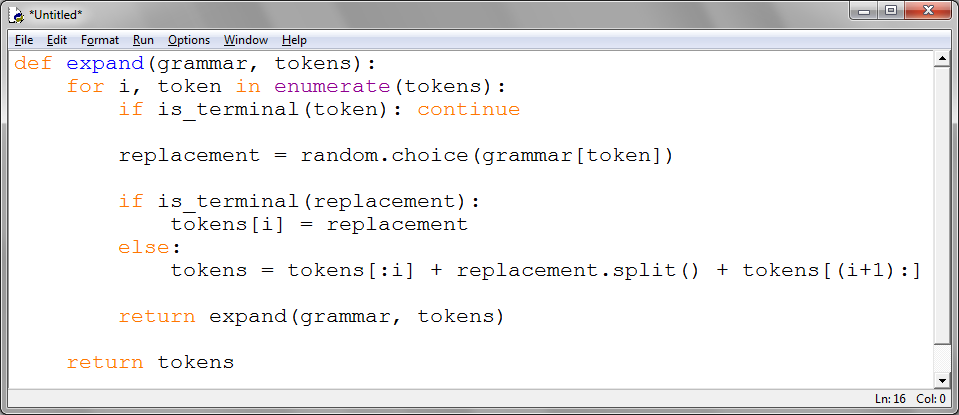 *Untitled*
File Edit Format Run Options Window Help
def expand(grammar, tokens):
    for i, token in enumerate(tokens):
        if is_terminal(token): continue
        replacement = random.choice(grammar[token])
        if is_terminal(replacement):
            tokens[i] = replacement
        else:
            tokens = tokens[:i] + replacement.split() + tokens[(i+1):]
        return expand(grammar, tokens)
    return tokens
Ln: 16 Col: 0